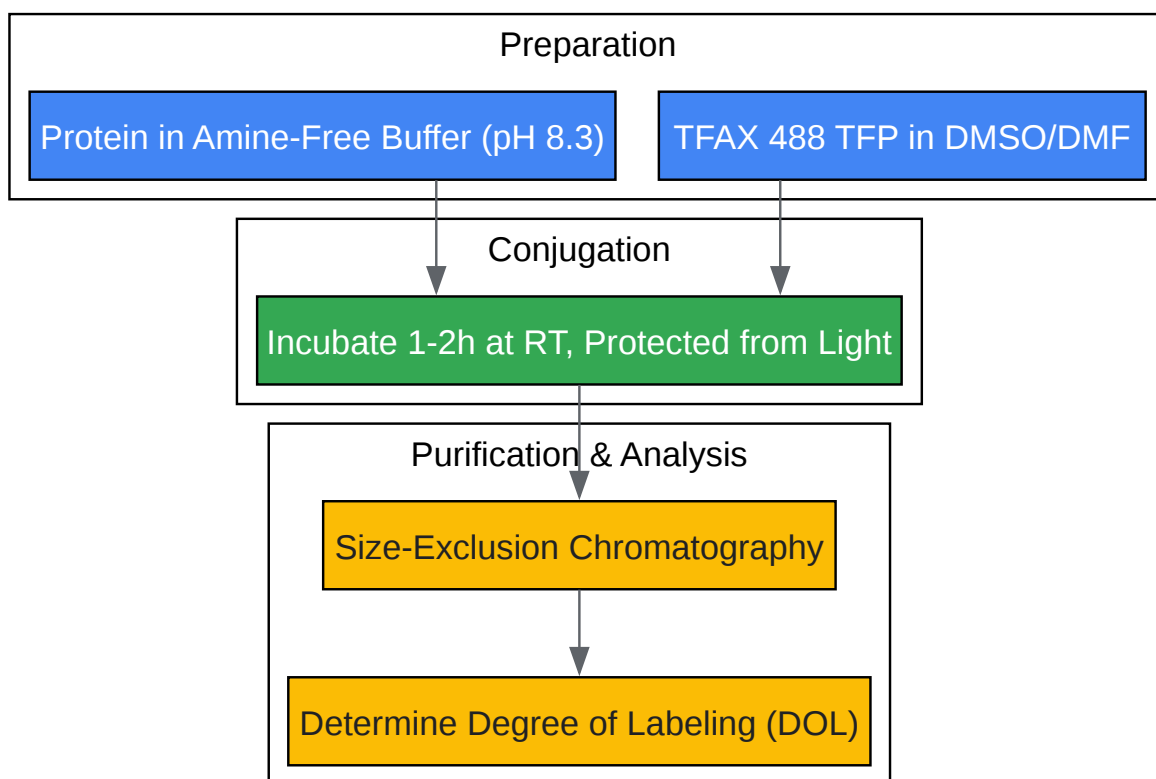 Preparation
Protein in Amine-Free Buffer (pH 8.3)
TFAX 488 TFP in DMSO/DMF
Conjugation
Incubate 1-2h at RT, Protected from Light
Purification & Analysis
Size-Exclusion Chromatography
Determine Degree of Labeling (DOL)